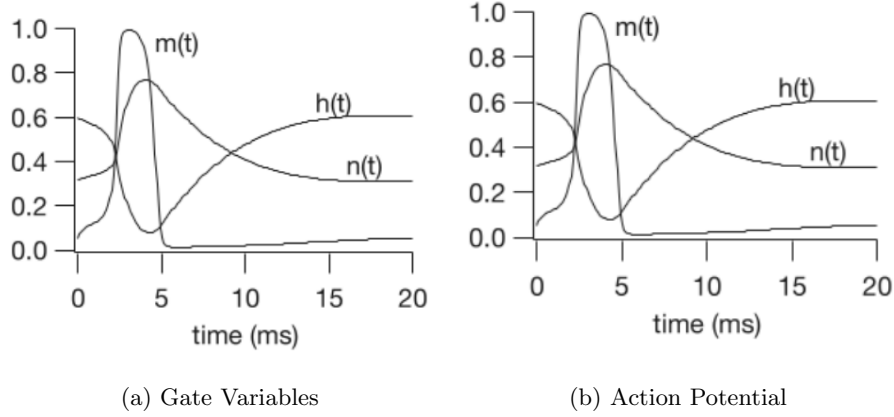 1.0
0.8
0.6
0.4
0.2
0.0
m(t)
h(t)
n(t)
0 5 10 15 20
time (ms)
(a) Gate Variables
1.0
0.8
0.6
0.4
0.2
0.0
m(t)
h(t)
n(t)
0 5 10 15 20
time (ms)
(b) Action Potential